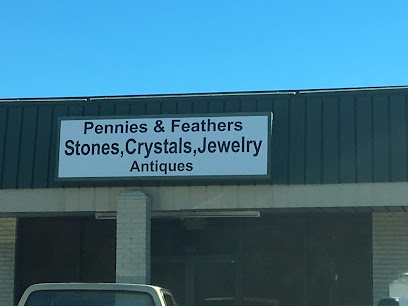 Pennies & Feathers
Stones,Crystals,Jewelry
Antiques